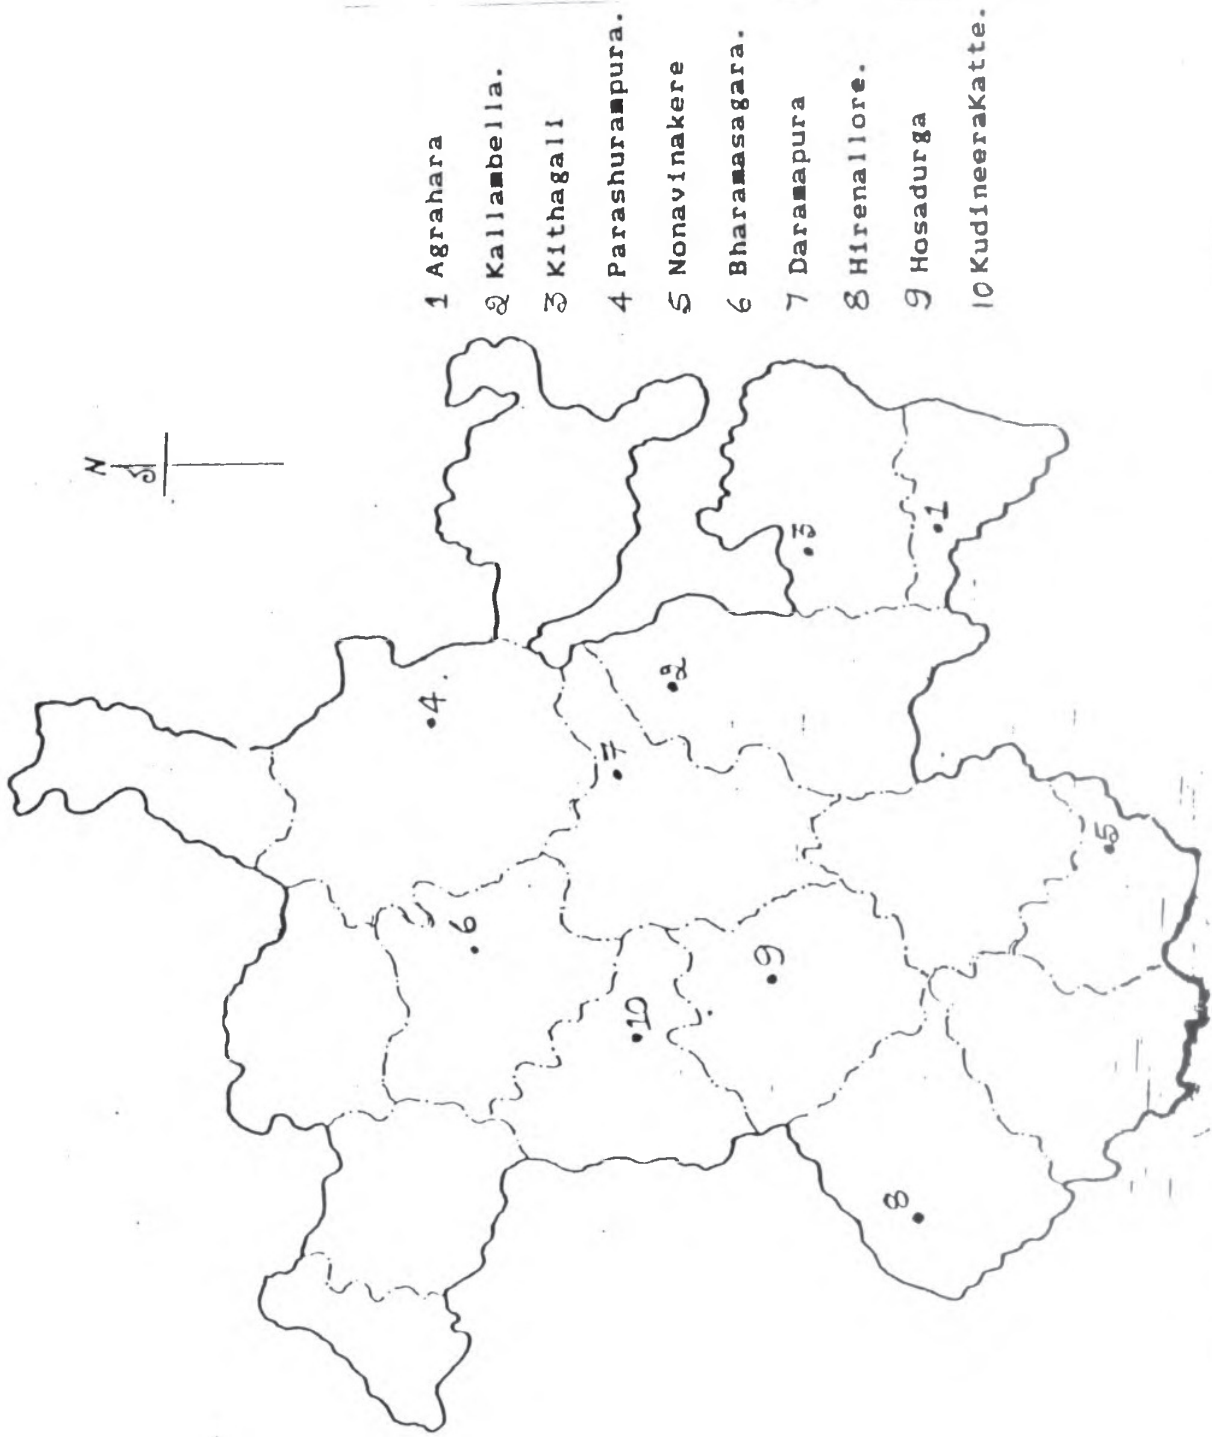 N
1 Agrahara
2 Kallambella.
3 Kithagali
4 Parashurampura.
5 Nonavinakere
6 Bharamasagara.
7 Daramapura
8 Hirenallore.
9 Hosadurga
10 KudineeraKatte.
4
6
7
2
3
1
10
9
5
8